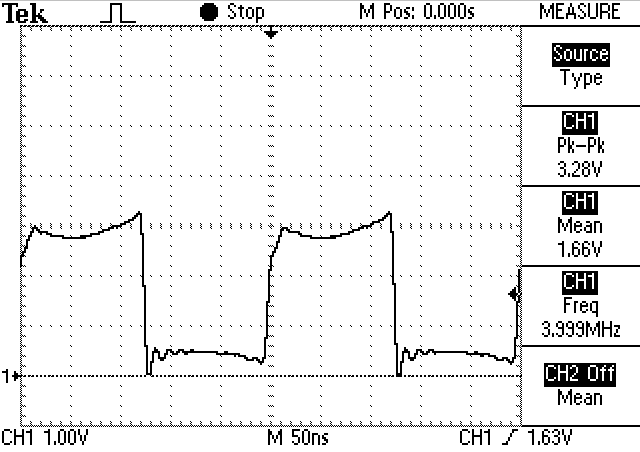 Tek Stop M Pos: 0.000s MEASURE
Source
Type
CH1
Pk-Pk
3.28V
CH1
Mean
1.66V
CH1
Freq
3.999MHz
CH2 Off
Mean
1
CH1 1.00V M 50ns CH1 1.63V